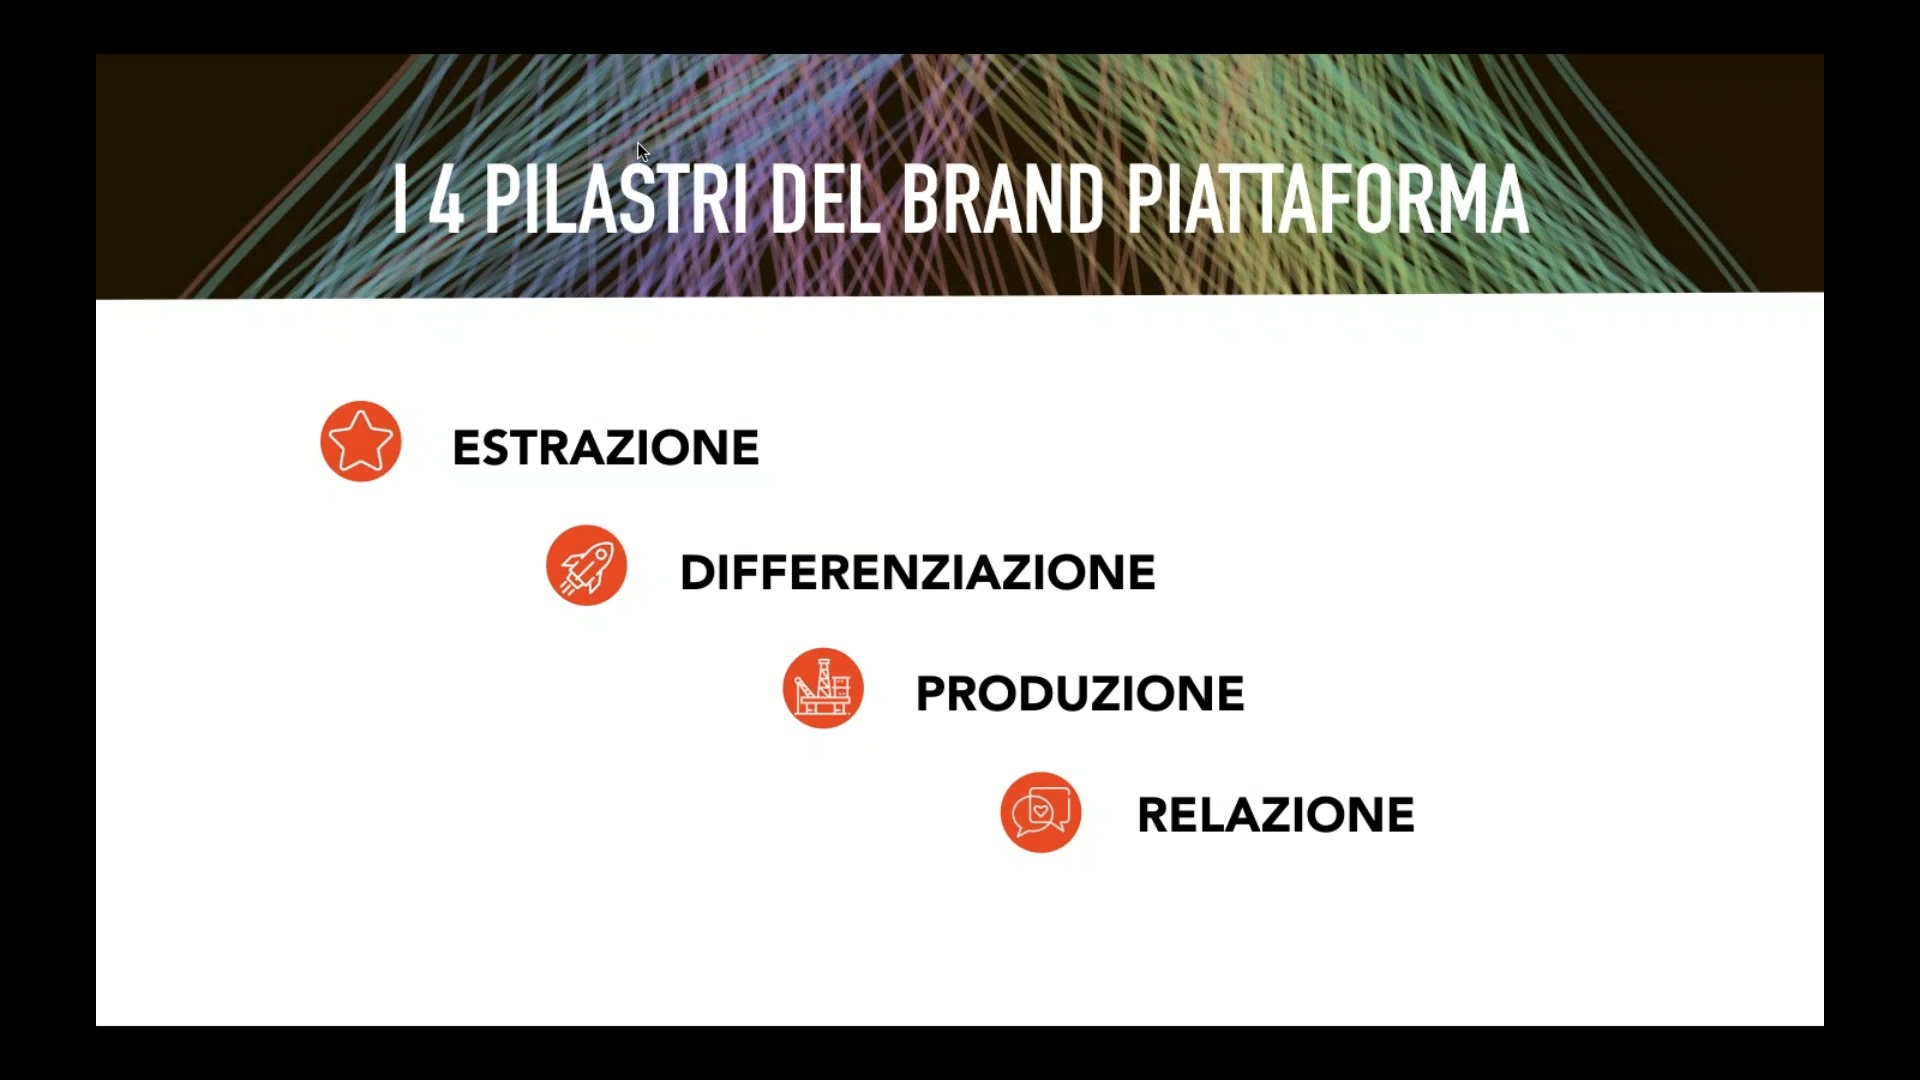 I 4 PILASTRI DEL BRAND PIATTAFORMA
ESTRAZIONE
DIFFERENZIAZIONE
PRODUZIONE
RELAZIONE